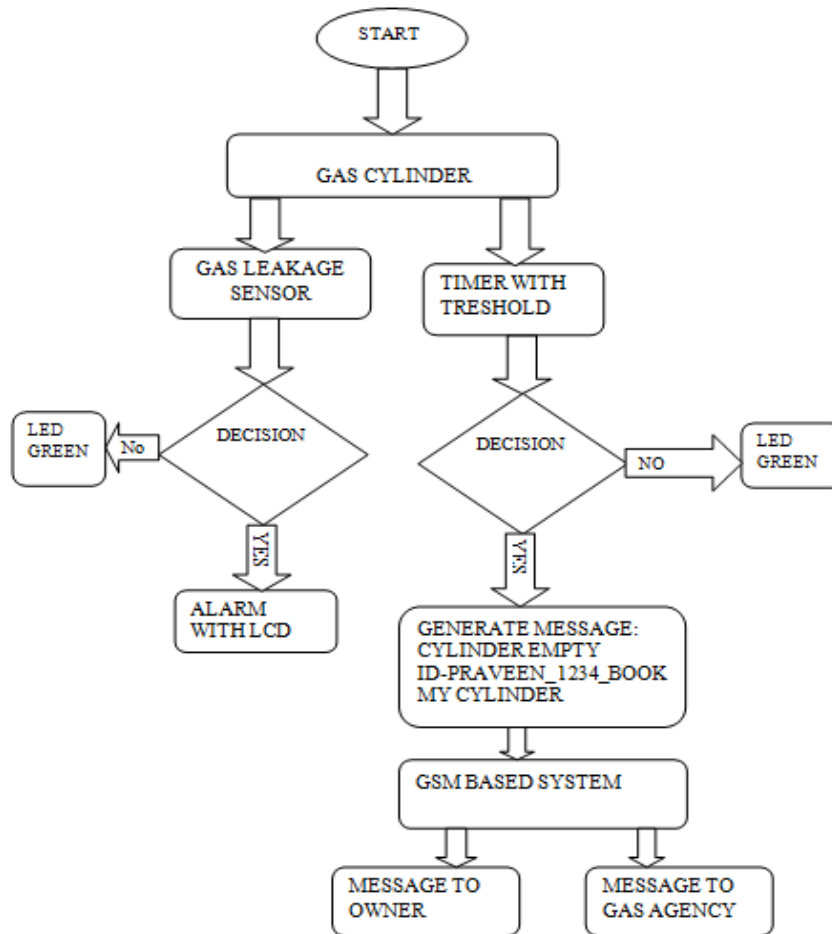 START
GAS CYLINDER
GAS LEAKAGE
SENSOR
TIMER WITH
TRESHOLD
LED
GREEN
No
DECISION
DECISION
NO
LED
GREEN
YES
YES
ALARM
WITH LCD
GENERATE MESSAGE:
CYLINDER EMPTY
ID-PRAVEEN_1234_BOOK
MY CYLINDER
GSM BASED SYSTEM
MESSAGE TO
OWNER
MESSAGE TO
GAS AGENCY